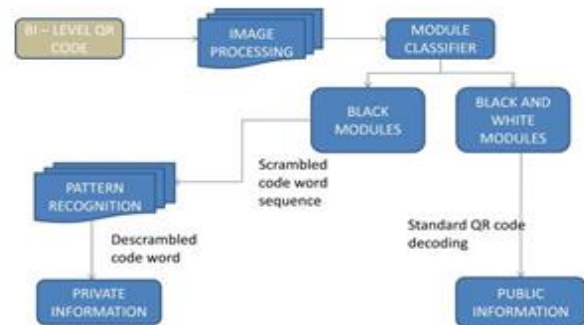 BI – LEVEL QR
CODE
IMAGE
PROCESSING
MODULE
CLASSIFIER
BLACK
MODULES
BLACK AND
WHITE
MODULES
Scrambled
code word
sequence
PATTERN
RECOGNITION
Standard QR code
decoding
Descrambled
code word
PRIVATE
INFORMATION
PUBLIC
INFORMATION